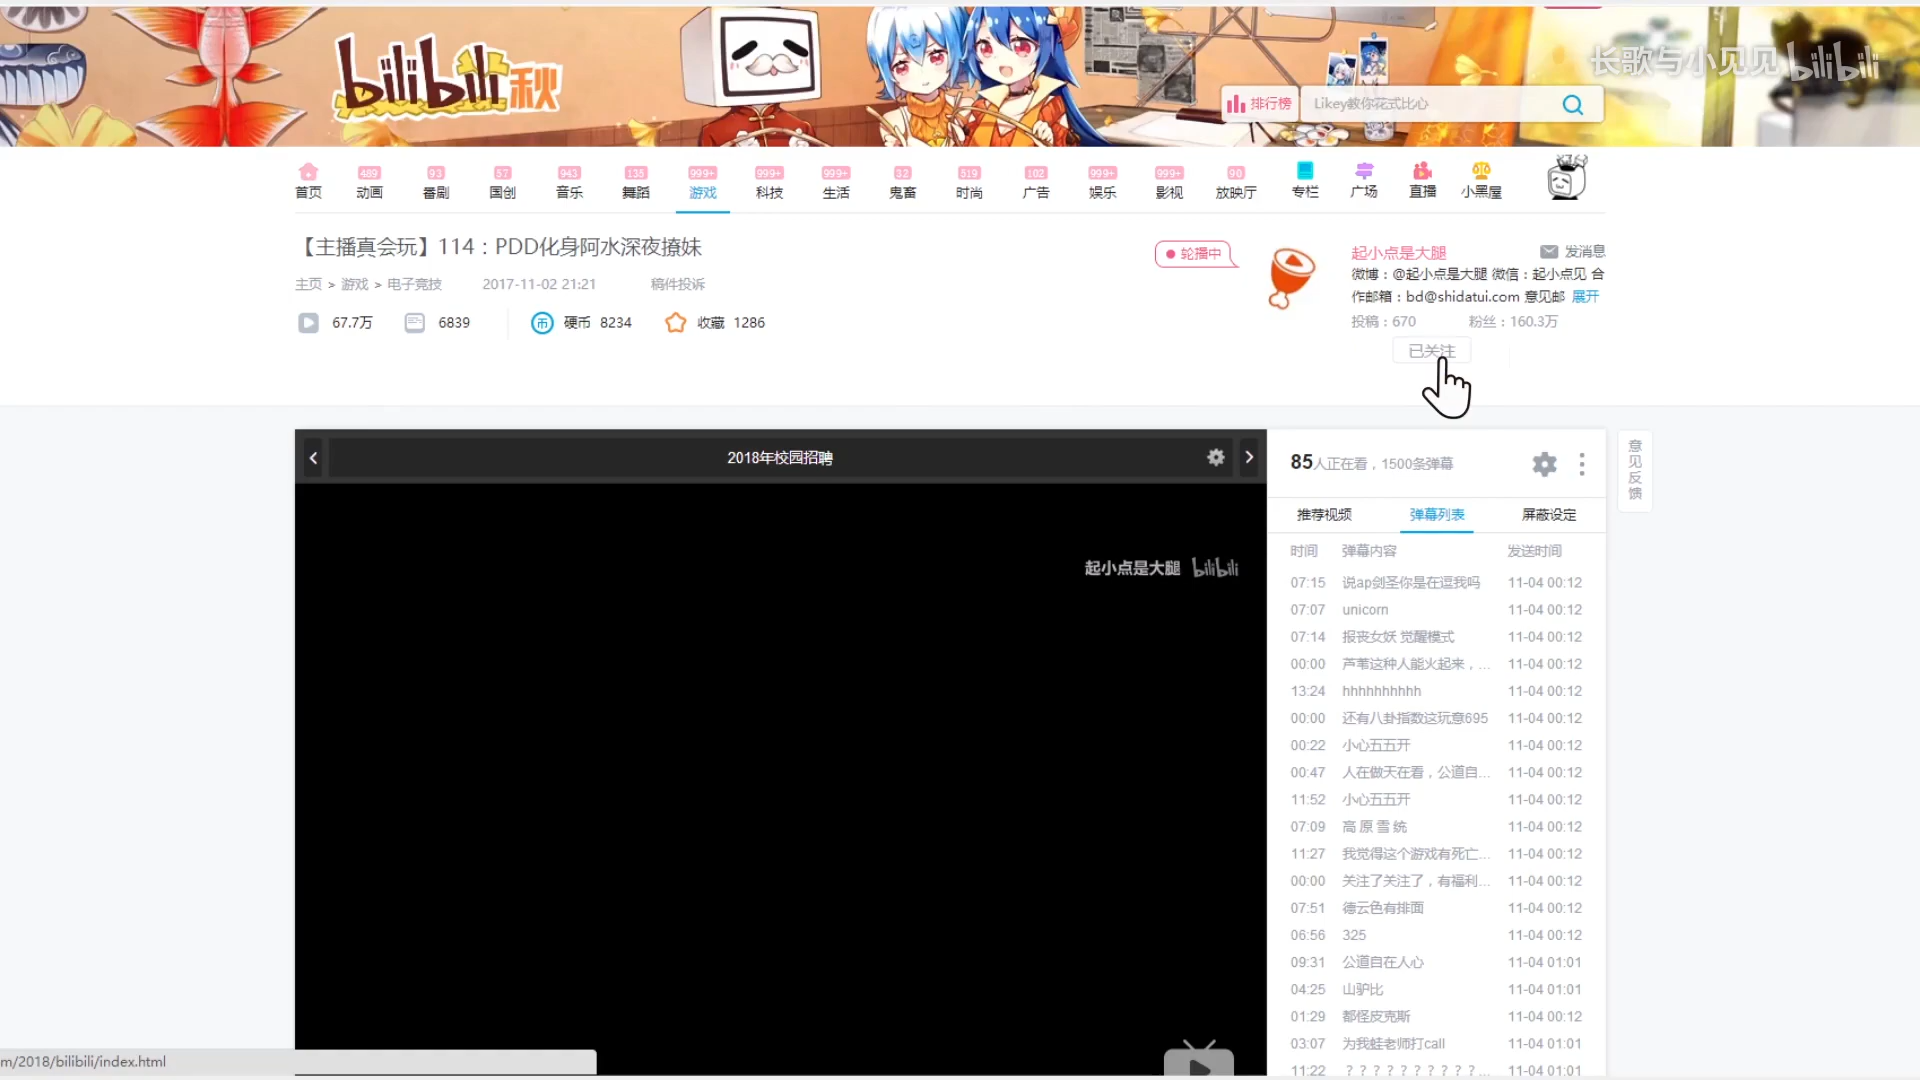 bilibili秋
长歌与小见见 bilibili
排行榜
Likey教你花式比心
首页
489
动画
93
番剧
57
国创
943
音乐
135
舞蹈
999+
游戏
999+
科技
999+
生活
32
鬼畜
519
时尚
102
广告
999+
娱乐
999+
影视
90
放映厅
专栏
广场
直播
小黑屋
【主播真会玩】114：PDD化身阿水深夜撩妹
主页 > 游戏 > 电子竞技 2017-11-02 21:21 稿件投诉
67.7万 6839 币 硬币 8234 收藏 1286
轮播中
起小点是大腿 发消息
微博：@起小点是大腿 微信：起小点见 合
作邮箱：bd@shidatui.com 意见邮 展开
投稿：670 粉丝：160.3万
已关注
2018年校园招聘
起小点是大腿 bilibili
85人正在看，1500条弹幕
推荐视频 弹幕列表 屏蔽设定
时间 弹幕内容 发送时间
07:15 说ap剑圣你是在逗我吗 11-04 00:12
07:07 unicorn 11-04 00:12
07:14 报丧女妖 觉醒模式 11-04 00:12
00:00 芦苇这种人能火起来，... 11-04 00:12
13:24 hhhhhhhhhh 11-04 00:12
00:00 还有八卦指数这玩意695 11-04 00:12
00:22 小心五五开 11-04 00:12
00:47 人在做天在看，公道自... 11-04 00:12
11:52 小心五五开 11-04 00:12
07:09 高 原 雪 统 11-04 00:12
11:27 我觉得这个游戏有死亡... 11-04 00:12
00:00 关注了关注了，有福利... 11-04 00:12
07:51 德云色有排面 11-04 00:12
06:56 325 11-04 00:12
09:31 公道自在人心 11-04 01:01
04:25 山驴比 11-04 01:01
01:29 都怪皮克斯 11-04 00:12
03:07 为我蛙老师打call 11-04 01:01
11:22 ？？？？？？？？？？... 11-04 01:01
意见反馈
m/2018/bilibili/index.html